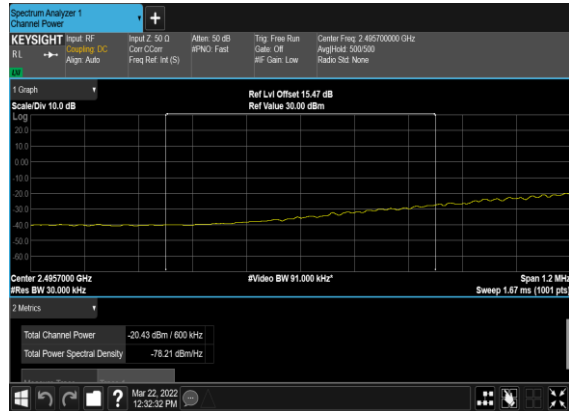 Spectrum Analyzer 1
Channel Power
KEYSIGHT
RL
Input: RF
Coupling: DC
Align: Auto
Input Z: 50 Ω
Corr CCorr
Freq Ref: Int (S)
Atten: 50 dB
#PNO: Fast
Trig: Free Run
Gate: Off
#IF Gain: Low
Center Freq: 2.495700000 GHz
Avg|Hold: 500/500
Radio Std: None
1 Graph
Scale/Div 10.0 dB
Ref Lvl Offset 15.47 dB
Ref Value 30.00 dBm
Log
20.0
10.0
0.00
-10.0
-20.0
-30.0
-40.0
-50.0
-60.0
Center 2.4957000 GHz
#Res BW 30.000 kHz
#Video BW 91.000 kHz*
Span 1.2 MHz
Sweep 1.67 ms (1001 pts)
2 Metrics
Total Channel Power -20.43 dBm / 600 kHz
Total Power Spectral Density -78.21 dBm/Hz
?
Mar 22, 2022
12:32:32 PM